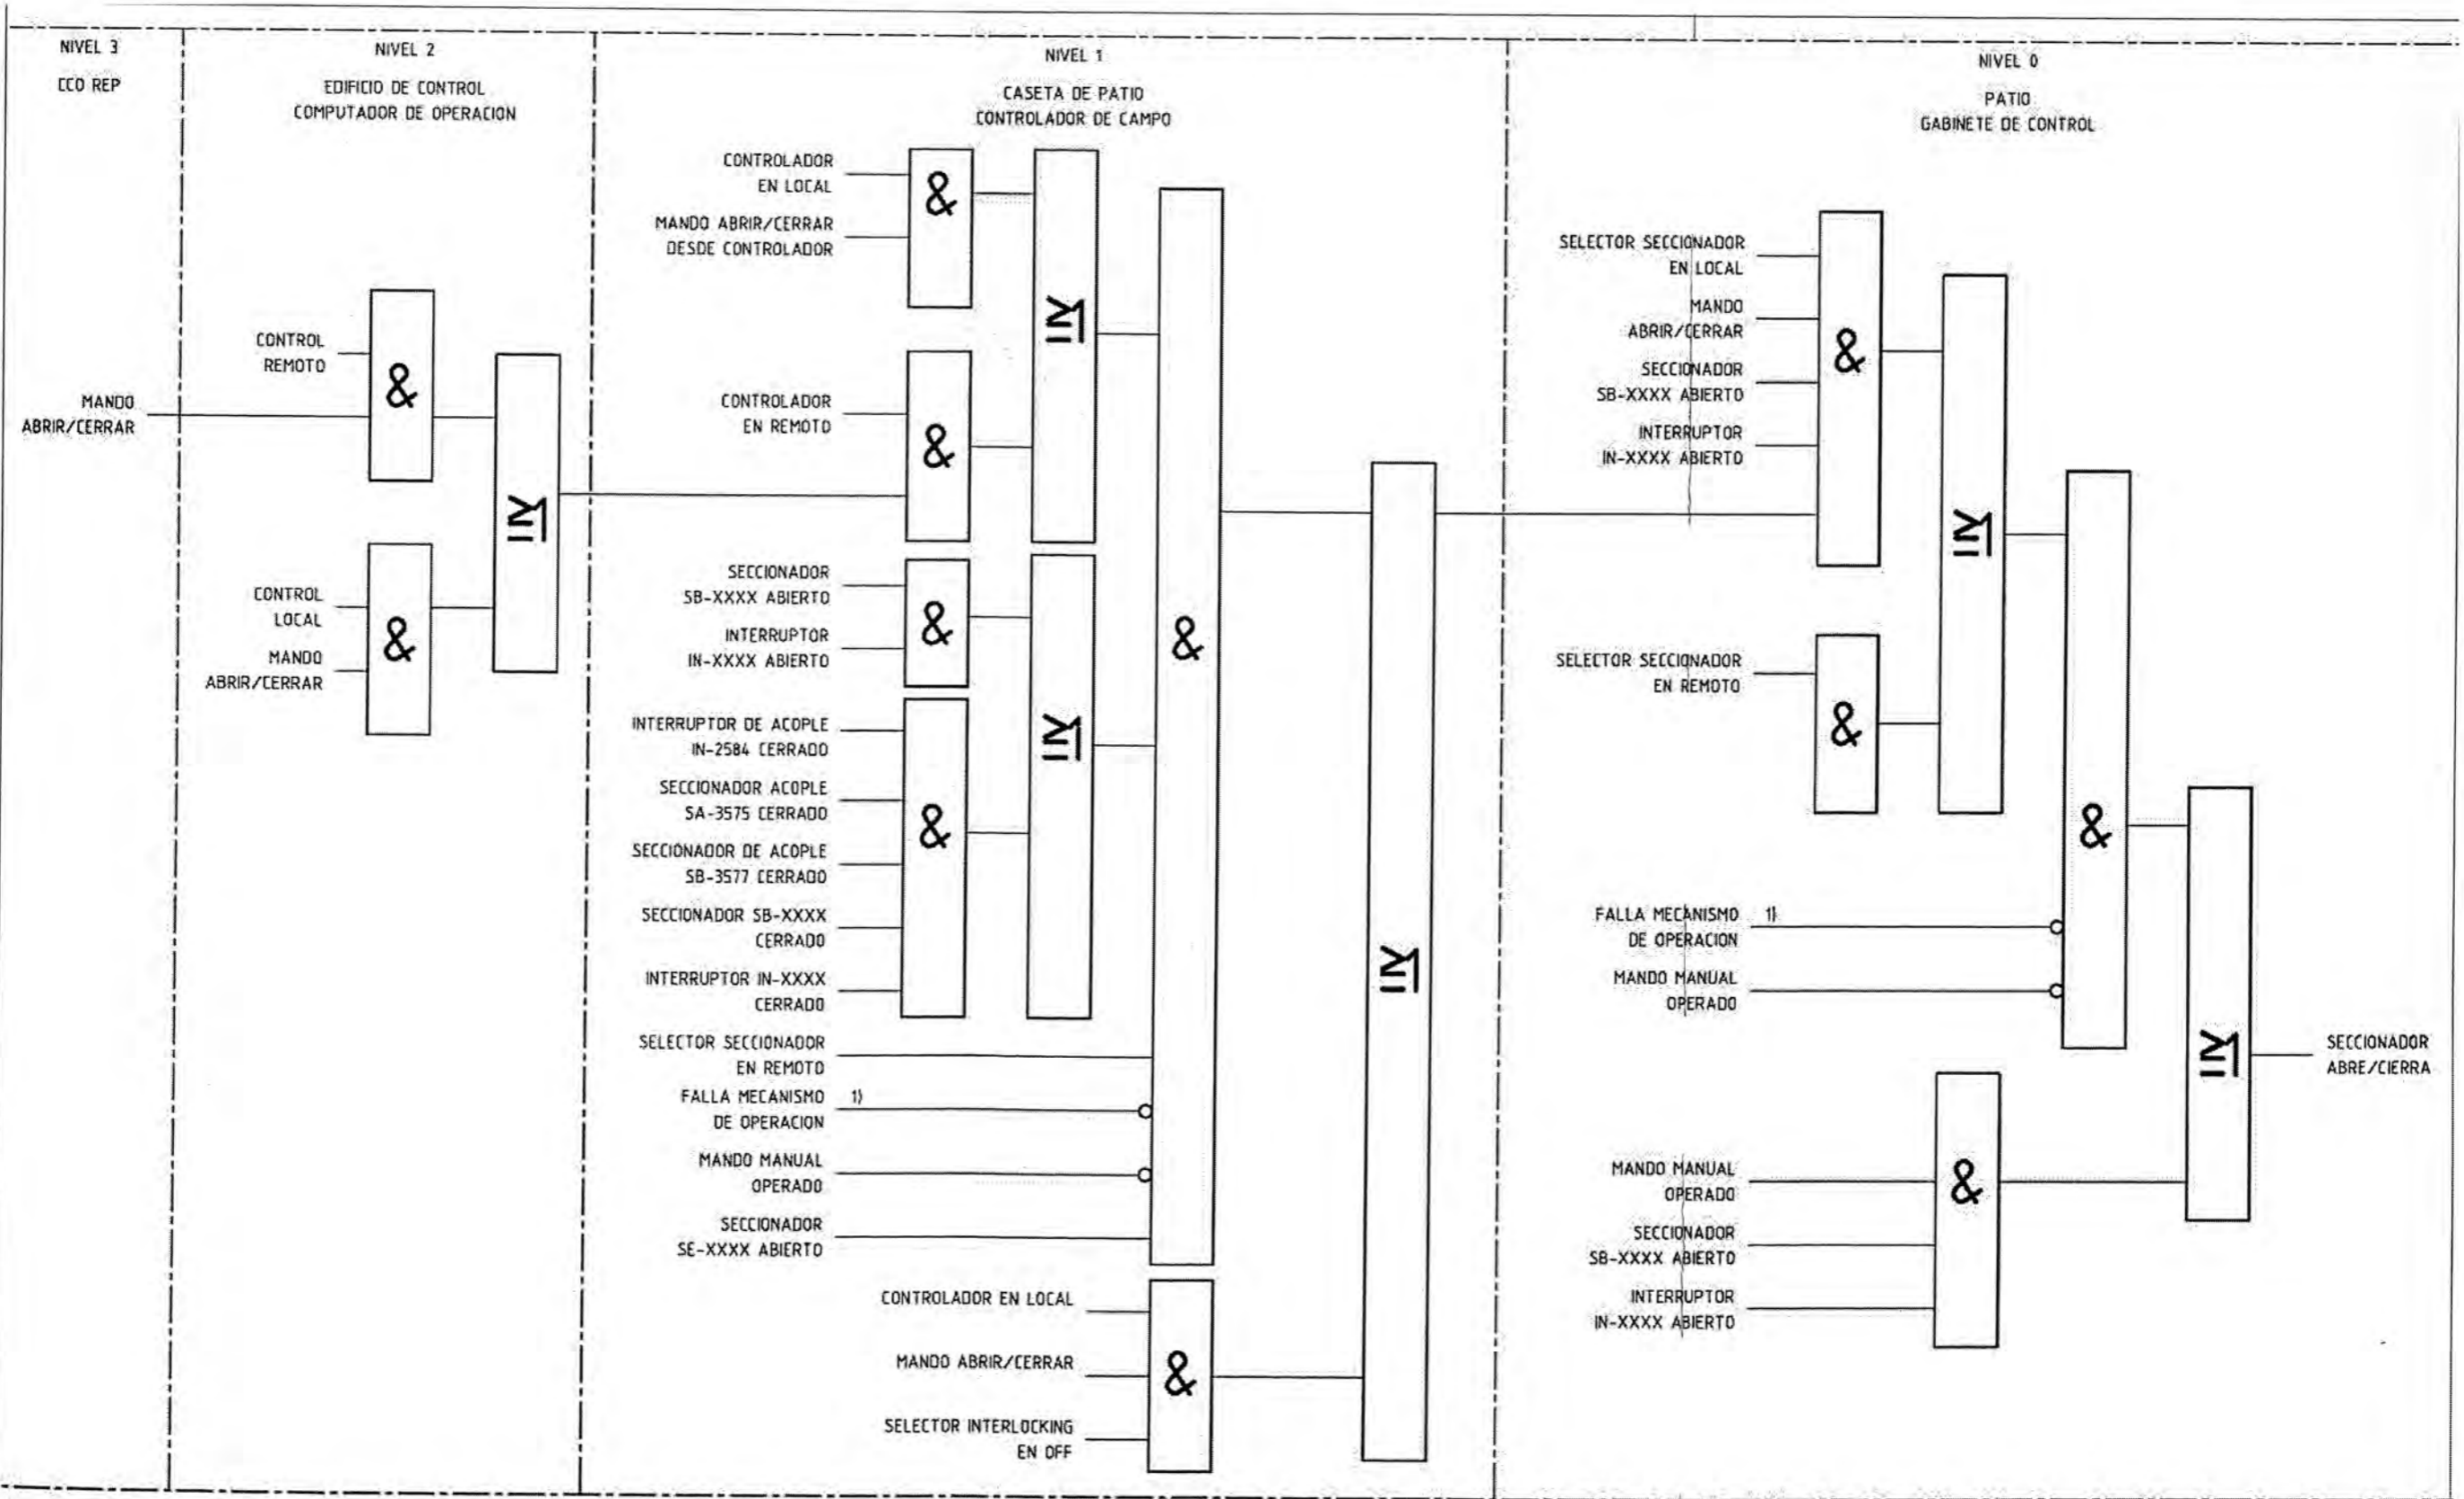 NIVEL 3
CCO REP
MANDO
ABRIR/CERRAR
NIVEL 2
EDIFICIO DE CONTROL
COMPUTADOR DE OPERACION
CONTROL
REMOTO
&
CONTROL
LOCAL
MANDO
ABRIR/CERRAR
&
≥1
NIVEL 1
CASETA DE PATIO
CONTROLADOR DE CAMPO
CONTROLADOR
EN LOCAL
MANDO ABRIR/CERRAR
DESDE CONTROLADOR
&
CONTROLADOR
EN REMOTO
&
≥1
SECCIONADOR
SB-XXXX ABIERTO
INTERRUPTOR
IN-XXXX ABIERTO
&
INTERRUPTOR DE ACOPLE
IN-2584 CERRADO
SECCIONADOR ACOPLE
SA-3575 CERRADO
SECCIONADOR DE ACOPLE
SB-3577 CERRADO
SECCIONADOR SB-XXXX
CERRADO
INTERRUPTOR IN-XXXX
CERRADO
&
≥1
SELECTOR SECCIONADOR
EN REMOTO
FALLA MECANISMO 1)
DE OPERACION
MANDO MANUAL
OPERADO
SECCIONADOR
SE-XXXX ABIERTO
&
CONTROLADOR EN LOCAL
MANDO ABRIR/CERRAR
SELECTOR INTERLOCKING
EN OFF
&
≥1
NIVEL 0
PATIO
GABINETE DE CONTROL
SELECTOR SECCIONADOR
EN LOCAL
MANDO
ABRIR/CERRAR
SECCIONADOR
SB-XXXX ABIERTO
INTERRUPTOR
IN-XXXX ABIERTO
&
SELECTOR SECCIONADOR
EN REMOTO
&
≥1
FALLA MECANISMO 1)
DE OPERACION
MANDO MANUAL
OPERADO
&
MANDO MANUAL
OPERADO
SECCIONADOR
SB-XXXX ABIERTO
INTERRUPTOR
IN-XXXX ABIERTO
&
≥1
SECCIONADOR
ABRE/CIERRA